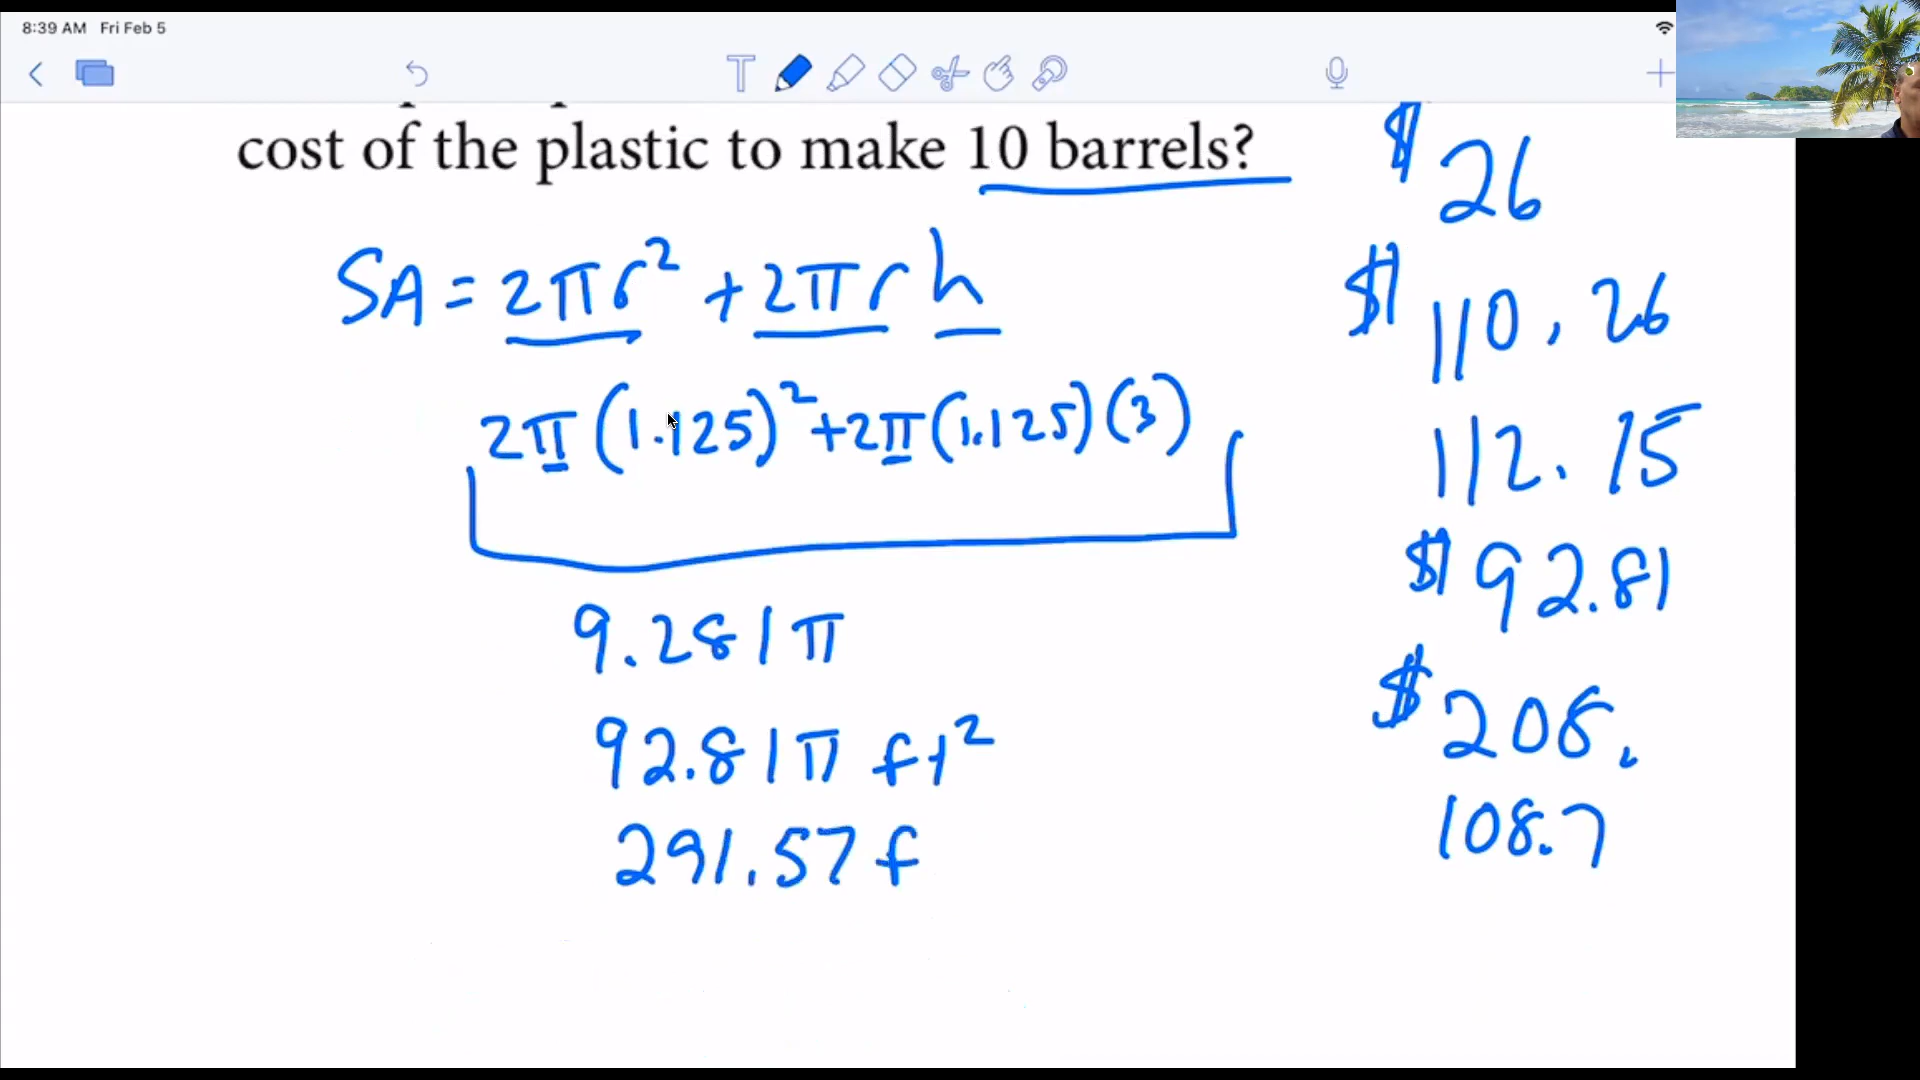 8:39 AM Fri Feb 5
T
cost of the plastic to make 10 barrels?
SA = 2πr² + 2πr h
2π(1.125)² + 2π(1.125)(3)
9.281π
92.81π ft²
291.57 f
$ 26
$ 110.26
112.15
$ 92.81
$ 208.
108.7